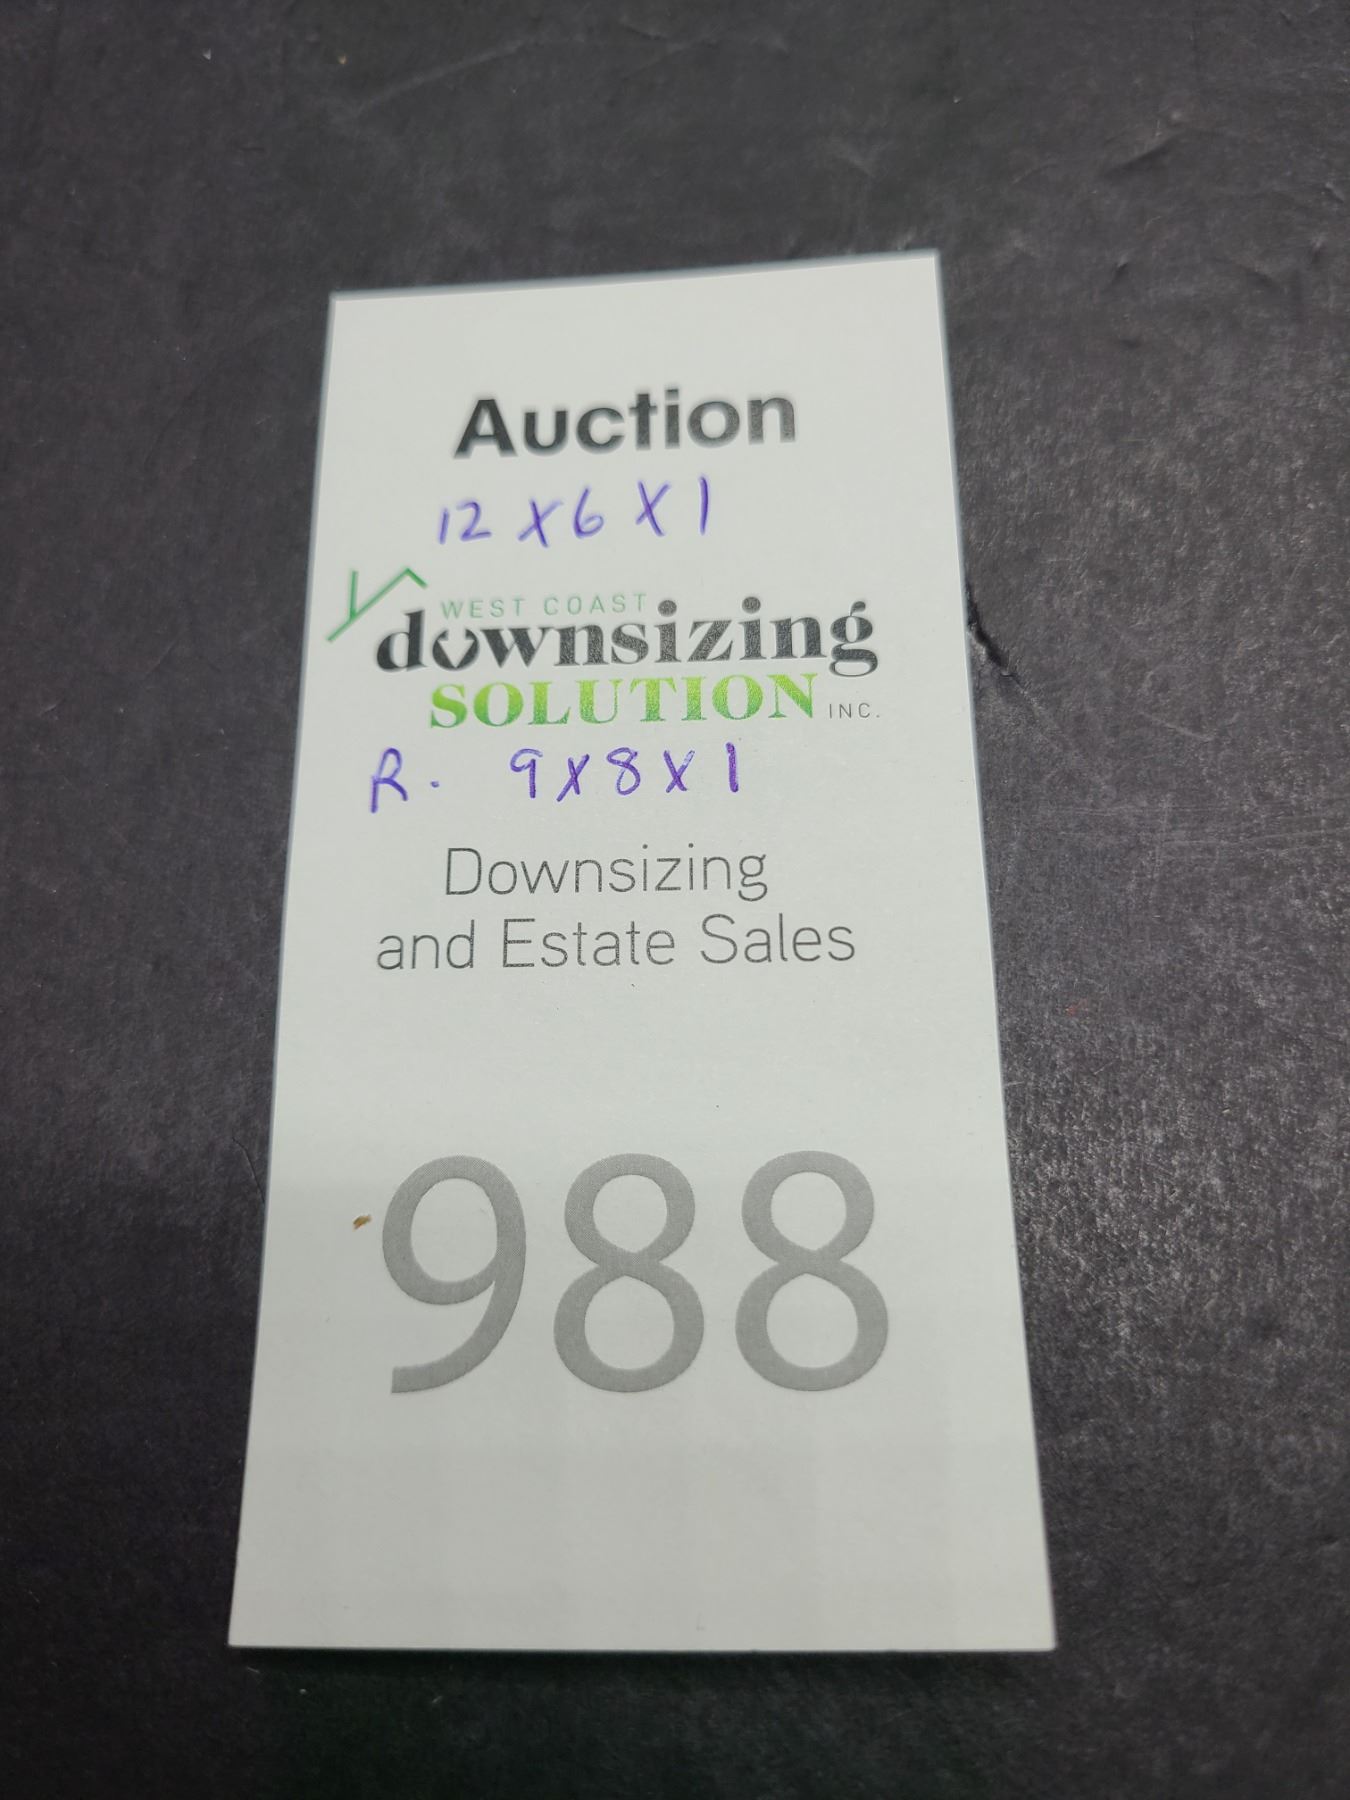 Auction
12 x 6 x 1
WEST COAST
downsizing
SOLUTION INC.
R. 9 x 8 x 1
Downsizing
and Estate Sales
988